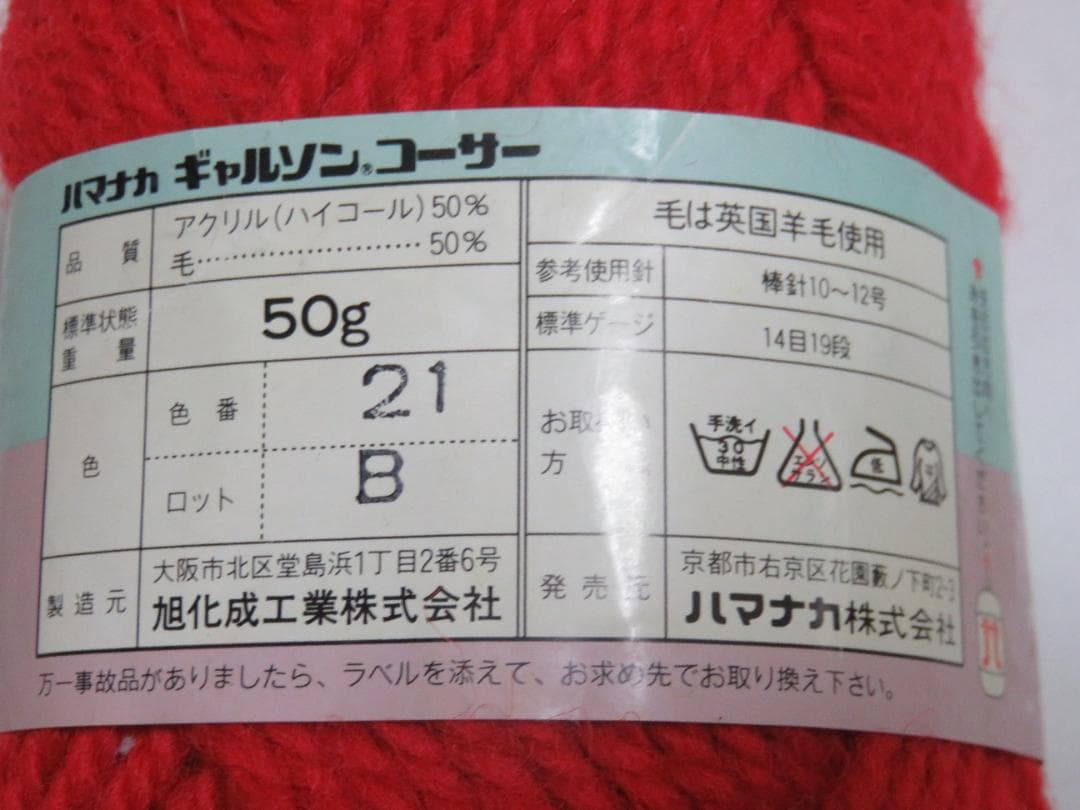 ハマナカ ギャルソン®コーサー
品質
アクリル(ハイコール)50%
毛……………………50%
標準状態
重量
50g
色
色番
21
ロット
B
製造元
大阪市北区堂島浜1丁目2番6号
旭化成工業株式会社
毛は英国羊毛使用
参考使用針
棒針10〜12号
標準ゲージ
14目19段
お取
い
方
手洗イ
30
中性
低
発売元
京都市右京区花園藪ノ下町2-3
ハマナカ株式会社
万一事故品がありましたら、ラベルを添えて、お求め先でお取り換え下さい。